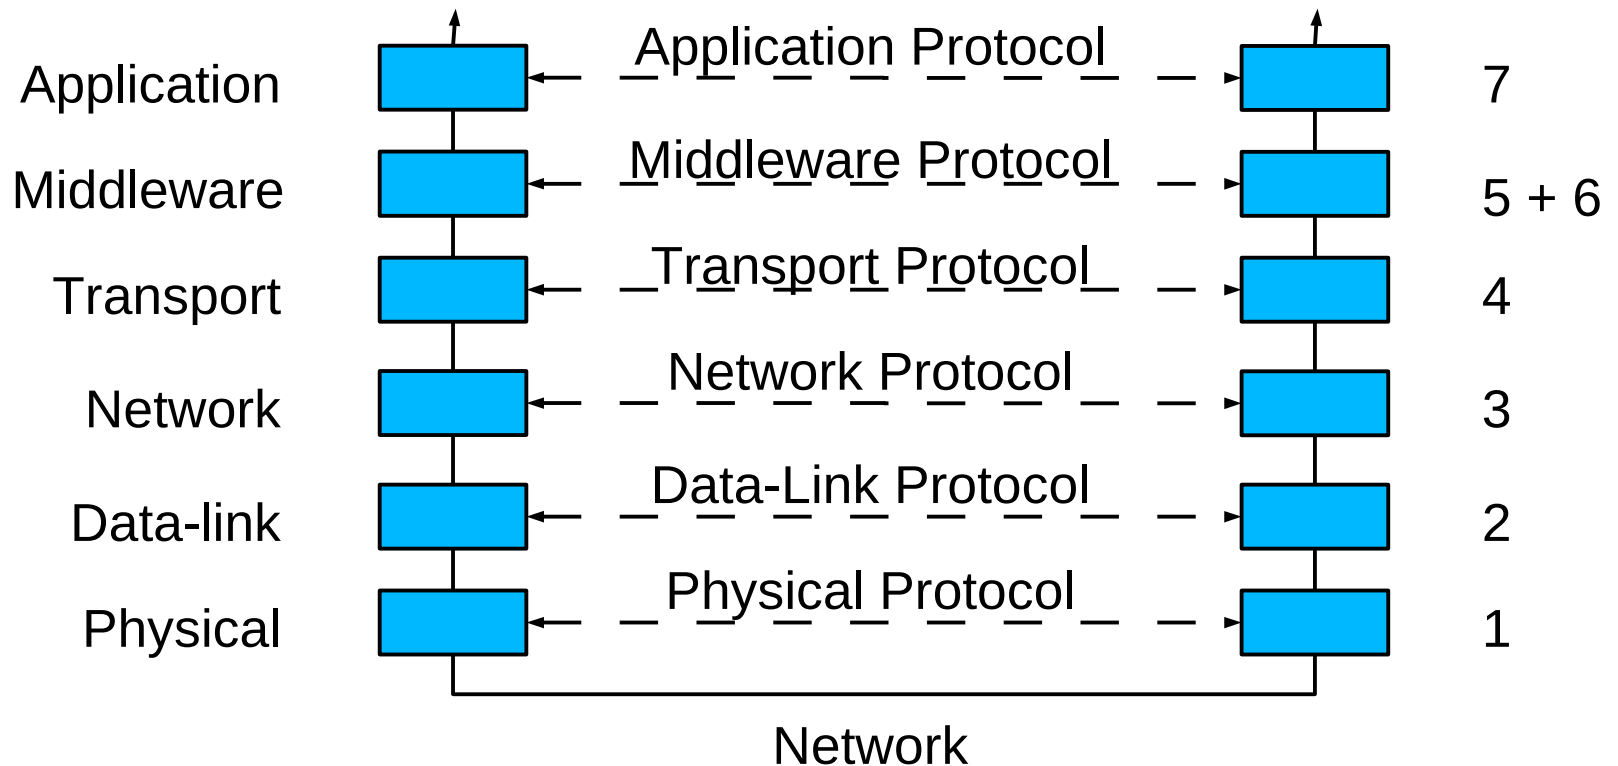 Application Application Protocol 7
Middleware Middleware Protocol 5 + 6
Transport Transport Protocol 4
Network Network Protocol 3
Data-link Data-Link Protocol 2
Physical Physical Protocol 1
Network